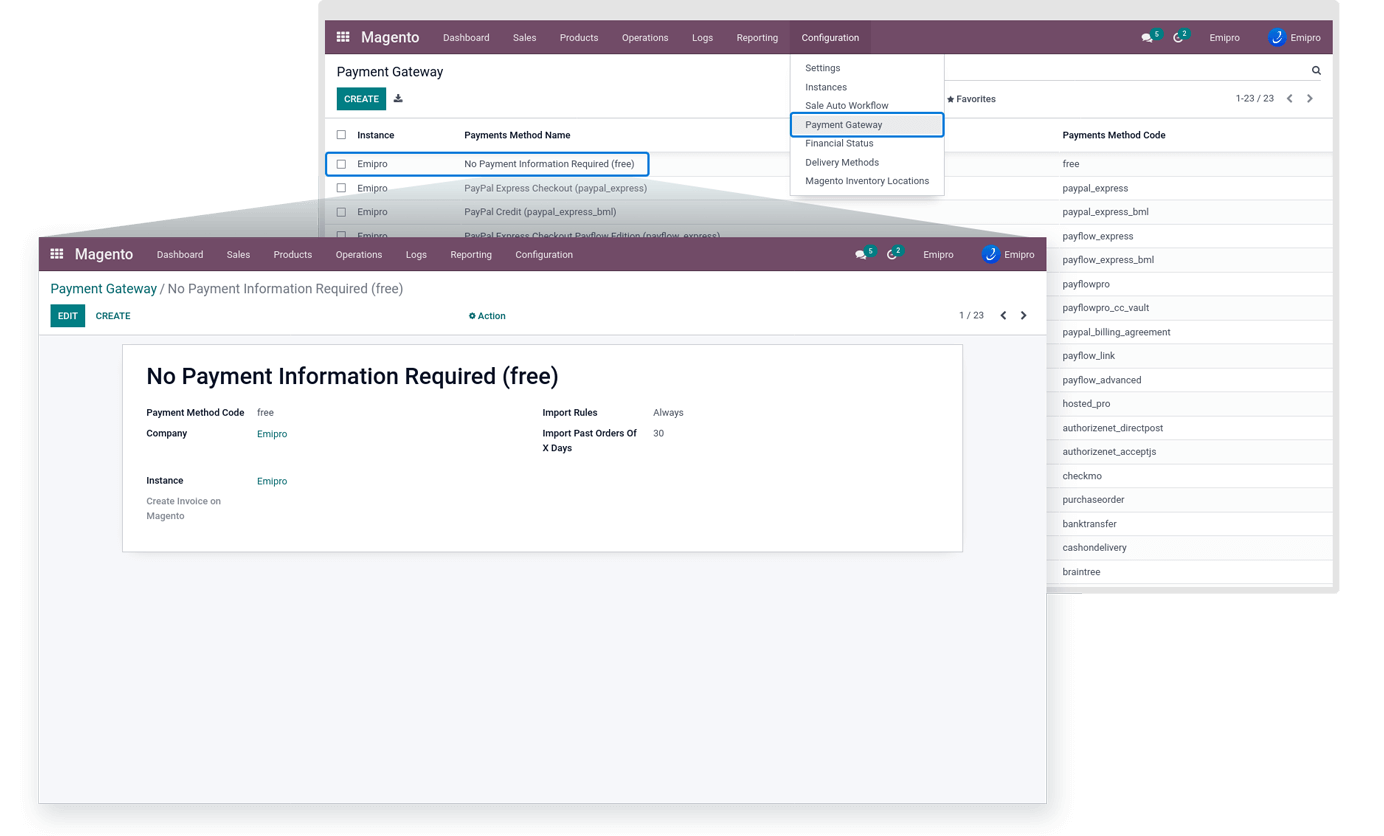 Magento Dashboard Sales Products Operations Logs Reporting Configuration 5 2 Emipro Emipro
Payment Gateway
CREATE
Favorites 1-23 / 23
Settings
Instances
Sale Auto Workflow
Payment Gateway
Financial Status
Delivery Methods
Magento Inventory Locations
Instance Payments Method Name Payments Method Code
Emipro No Payment Information Required (free) free
Emipro PayPal Express Checkout (paypal_express) paypal_express
Emipro PayPal Credit (paypal_express_bml) paypal_express_bml
Emipro PayPal Express Checkout Payflow Edition (payflow_express) payflow_express
payflow_express_bml
payflowpro
payflowpro_cc_vault
paypal_billing_agreement
payflow_link
payflow_advanced
hosted_pro
authorizenet_directpost
authorizenet_acceptjs
checkmo
purchaseorder
banktransfer
cashondelivery
braintree
Magento Dashboard Sales Products Operations Logs Reporting Configuration 5 2 Emipro Emipro
Payment Gateway / No Payment Information Required (free)
EDIT CREATE Action 1 / 23
No Payment Information Required (free)
Payment Method Code free Import Rules Always
Company Emipro Import Past Orders Of 30
X Days
Instance Emipro
Create Invoice on
Magento